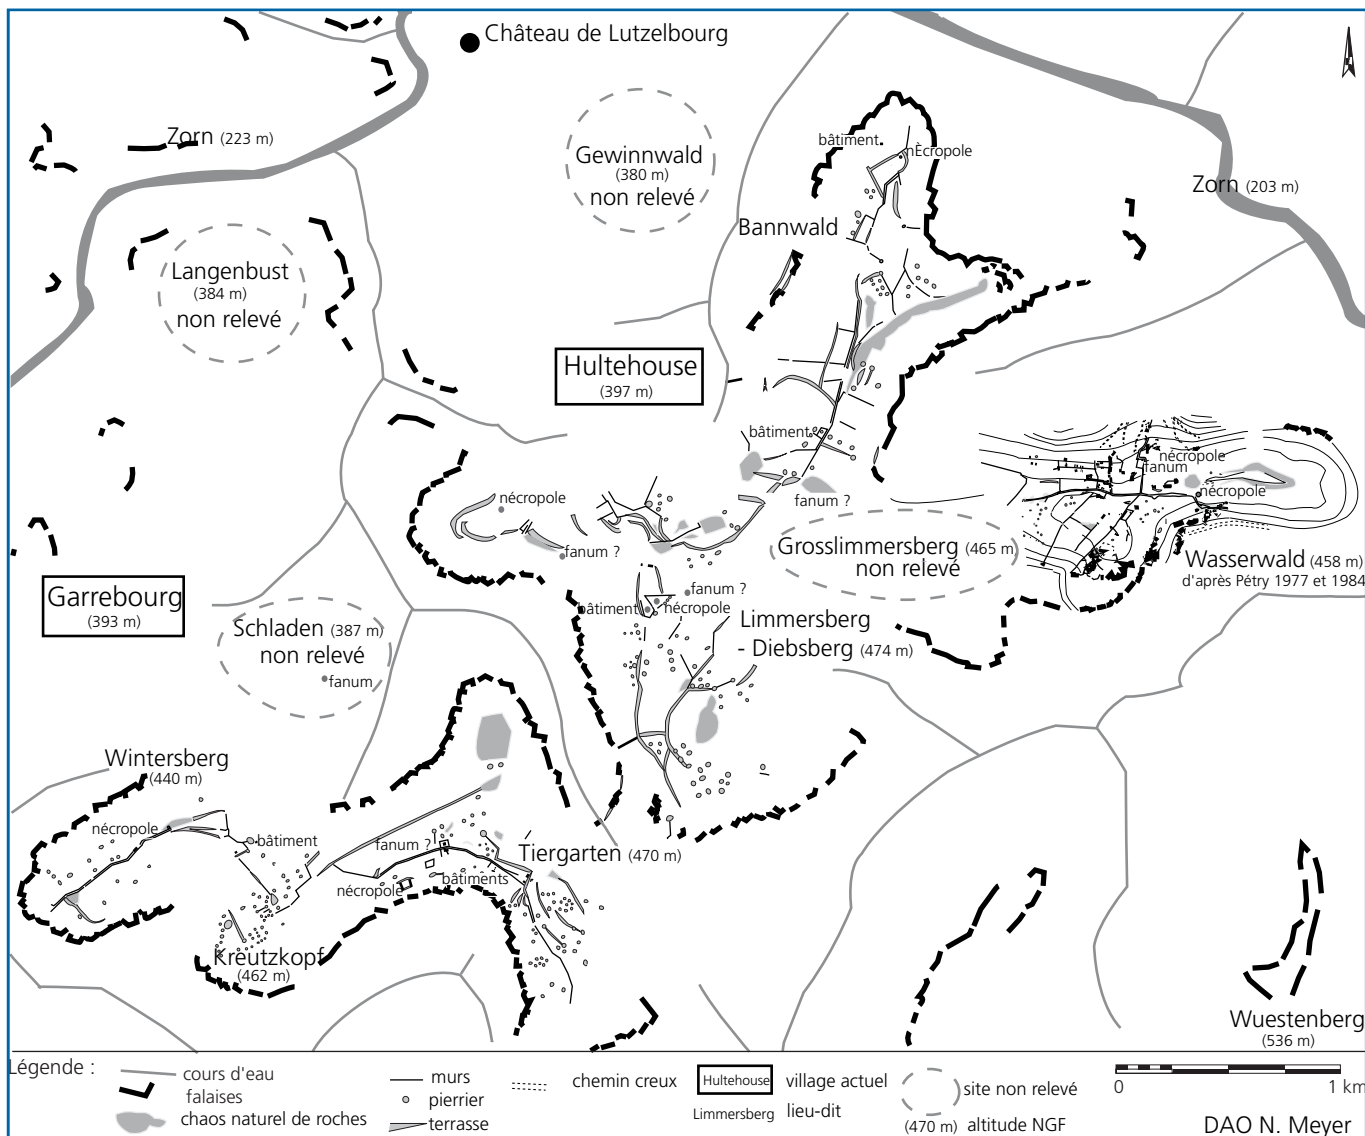 Château de Lutzelbourg
Zorn (223 m)
Gewinnwald
(380 m)
non relevé
bâtiment
nÈcropole
Zorn (203 m)
Bannwald
Langenbust
(384 m)
non relevé
Hultehouse
(397 m)
bâtiment
nécropole
fanum
nécropole
nécropole
fanum ?
fanum ?
Grosslimmersberg (465 m)
non relevé
Wasserwald (458 m)
d'après Pétry 1977 et 1984
Garrebourg
(393 m)
fanum ?
bâtiment
nécropole
Schladen (387 m)
non relevé
fanum
Limmersberg
- Diebsberg (474 m)
Wintersberg
(440 m)
nécropole
bâtiment
fanum ?
Tiergarten (470 m)
nécropole
bâtiments
Kreutzkopf
(462 m)
Wuestenberg
(536 m)
Légende :
cours d'eau
falaises
chaos naturel de roches
murs
pierrier
terrasse
chemin creux
Hultehouse
village actuel
Limmersberg
lieu-dit
site non relevé
(470 m) altitude NGF
0 1 km
DAO N. Meyer